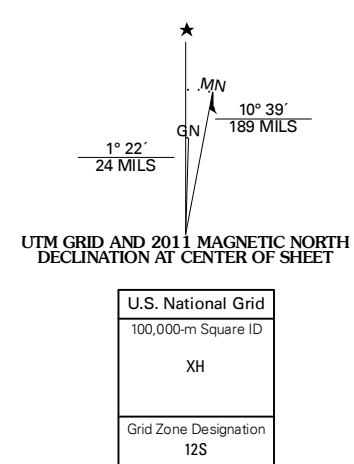 ★
MN
GN
10° 39´
189 MILS
1° 22´
24 MILS
UTM GRID AND 2011 MAGNETIC NORTH
DECLINATION AT CENTER OF SHEET
U.S. National Grid
100,000-m Square ID
XH
Grid Zone Designation
12S